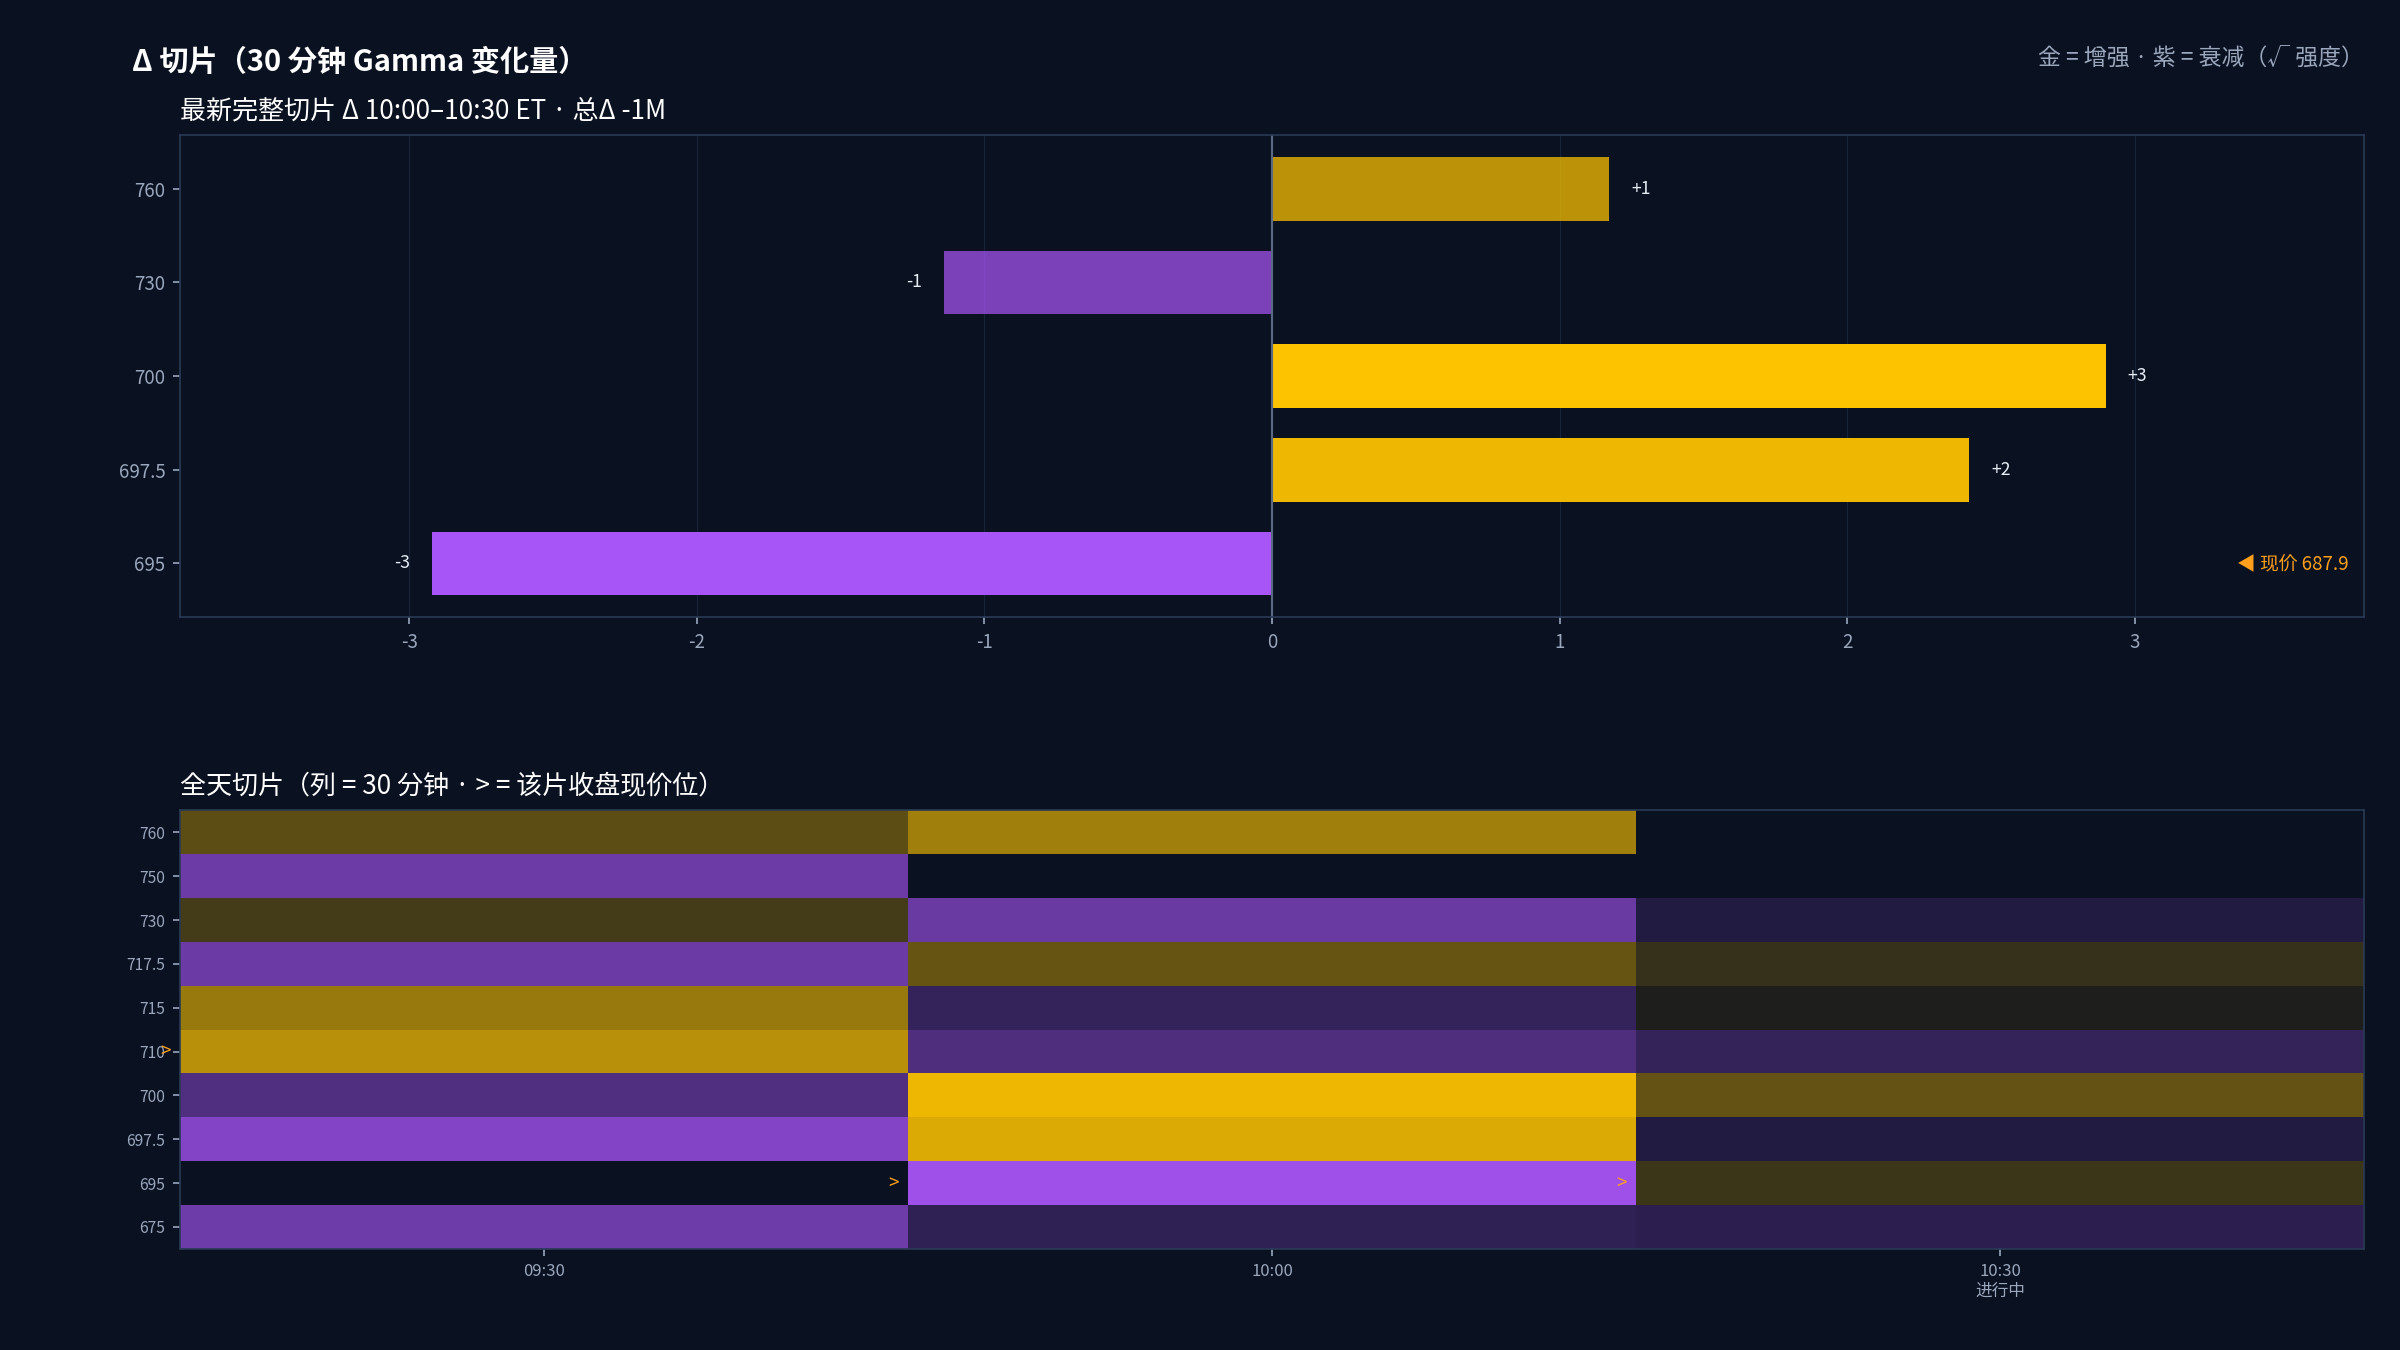 Δ 切片（30 分钟 Gamma 变化量）
金 = 增强 · 紫 = 衰减（√ 强度）
最新完整切片 Δ 10:00–10:30 ET · 总Δ -1M
760
+1
730
-1
700
+3
697.5
+2
695
-3
◀ 现价 687.9
-3 -2 -1 0 1 2 3
全天切片（列 = 30 分钟 · > = 该片收盘现价位）
760
750
730
717.5
715
710 >
700
697.5
695 > >
675
09:30 10:00 10:30
进行中